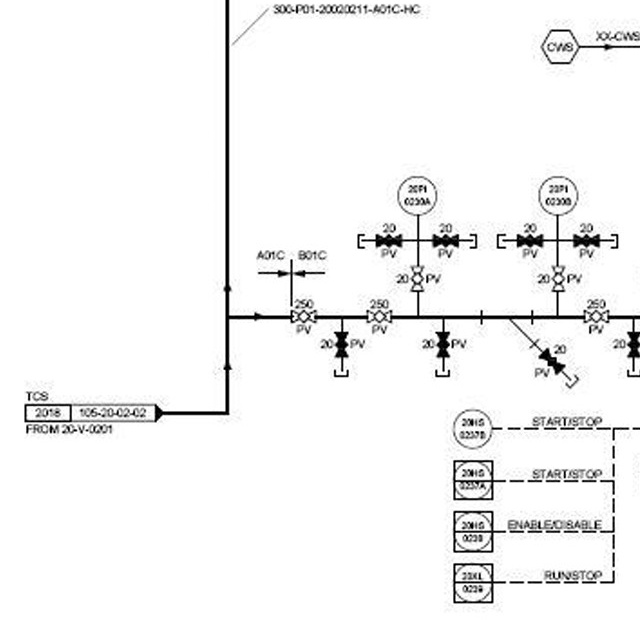 300-P01-20020211-A01C-HC
CWS
XX-CWS
20PI
0230A
20PI
0230B
20
20
20
20
PV
PV
PV
PV
A01C
B01C
20
PV
20
PV
250
250
250
PV
PV
PV
20
PV
20
PV
20
20
PV
TCS
2018
105-20-02-02
FROM 20-V-0201
20HS
0237B
START/STOP
20HS
0237A
START/STOP
20HS
0238
ENABLE/DISABLE
20XL
0239
RUN/STOP